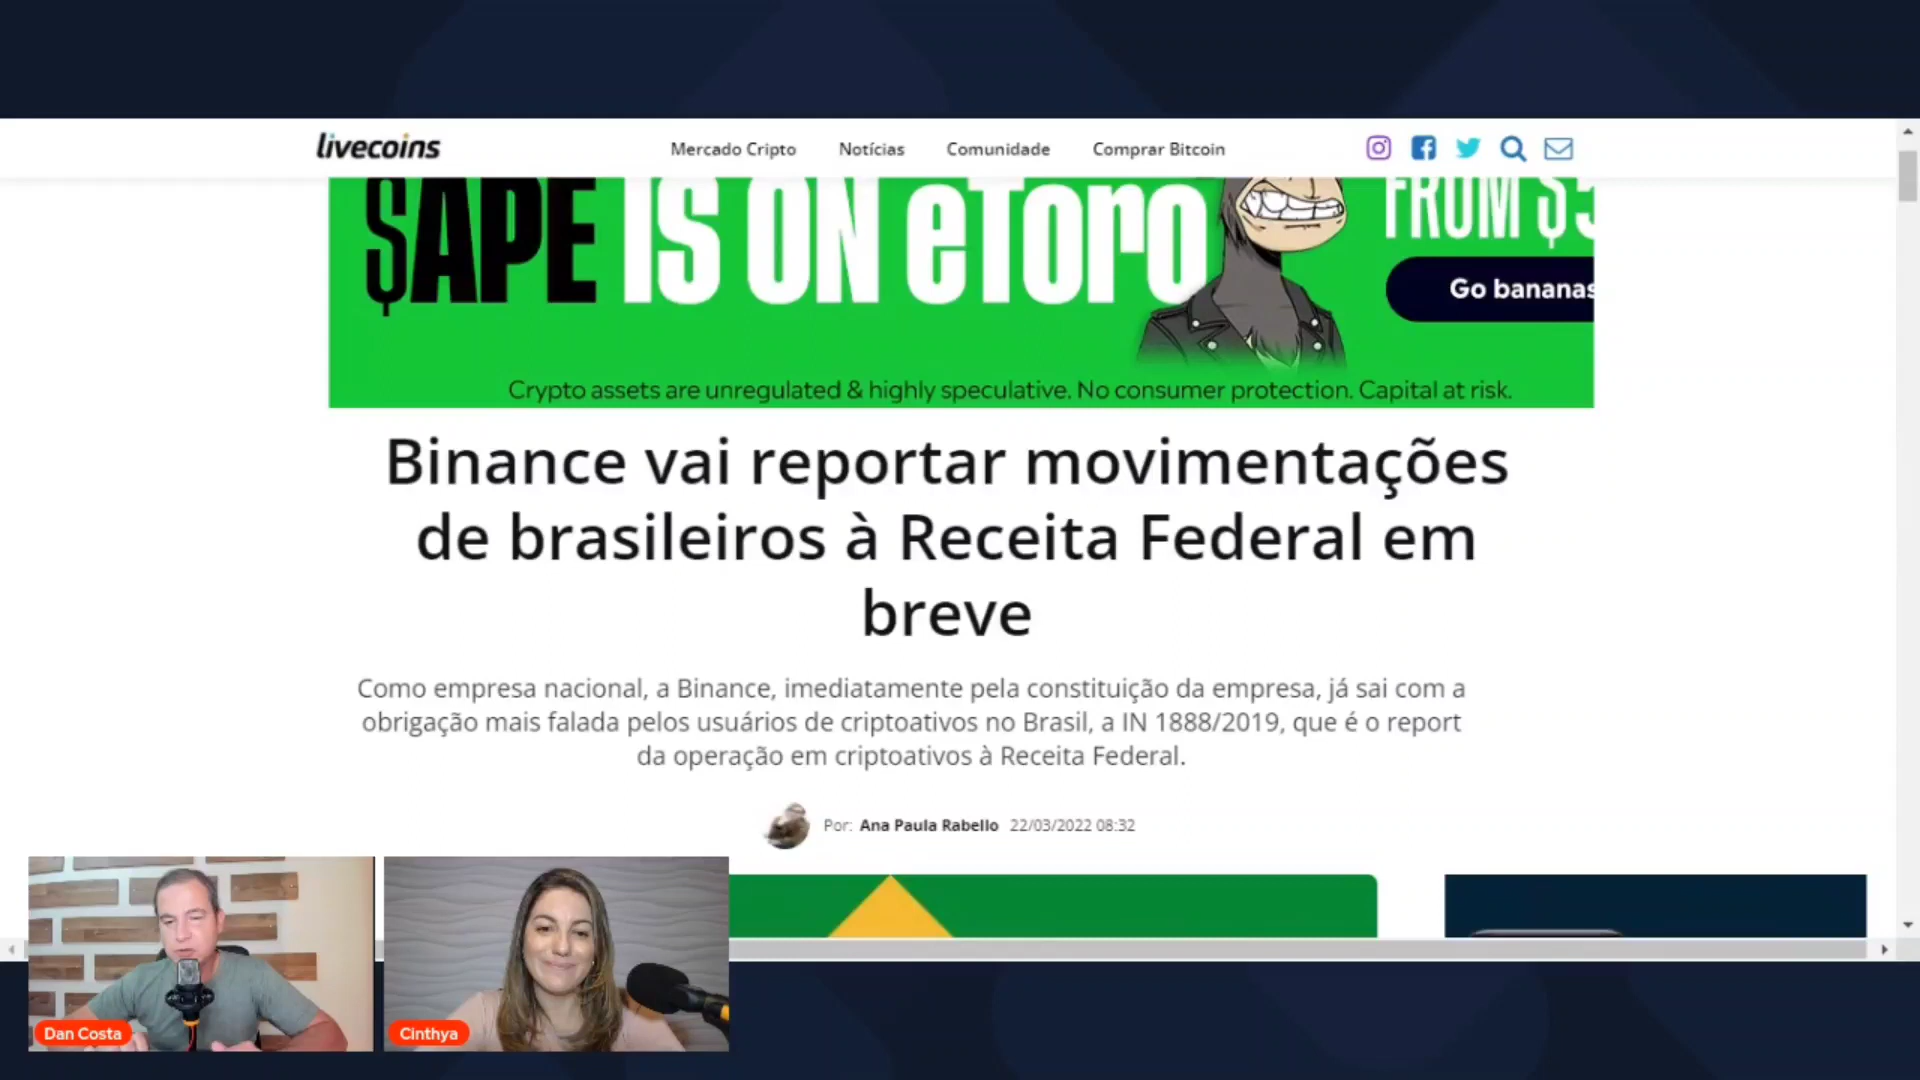 livecoins
Mercado Cripto
Notícias
Comunidade
Comprar Bitcoin
$APE IS ON eToro
FROM $5
Go bananas
Crypto assets are unregulated & highly speculative. No consumer protection. Capital at risk.
Binance vai reportar movimentações
de brasileiros à Receita Federal em
breve
Como empresa nacional, a Binance, imediatamente pela constituição da empresa, já sai com a
obrigação mais falada pelos usuários de criptoativos no Brasil, a IN 1888/2019, que é o report
da operação em criptoativos à Receita Federal.
Por: Ana Paula Rabello 22/03/2022 08:32
Dan Costa
Cinthya